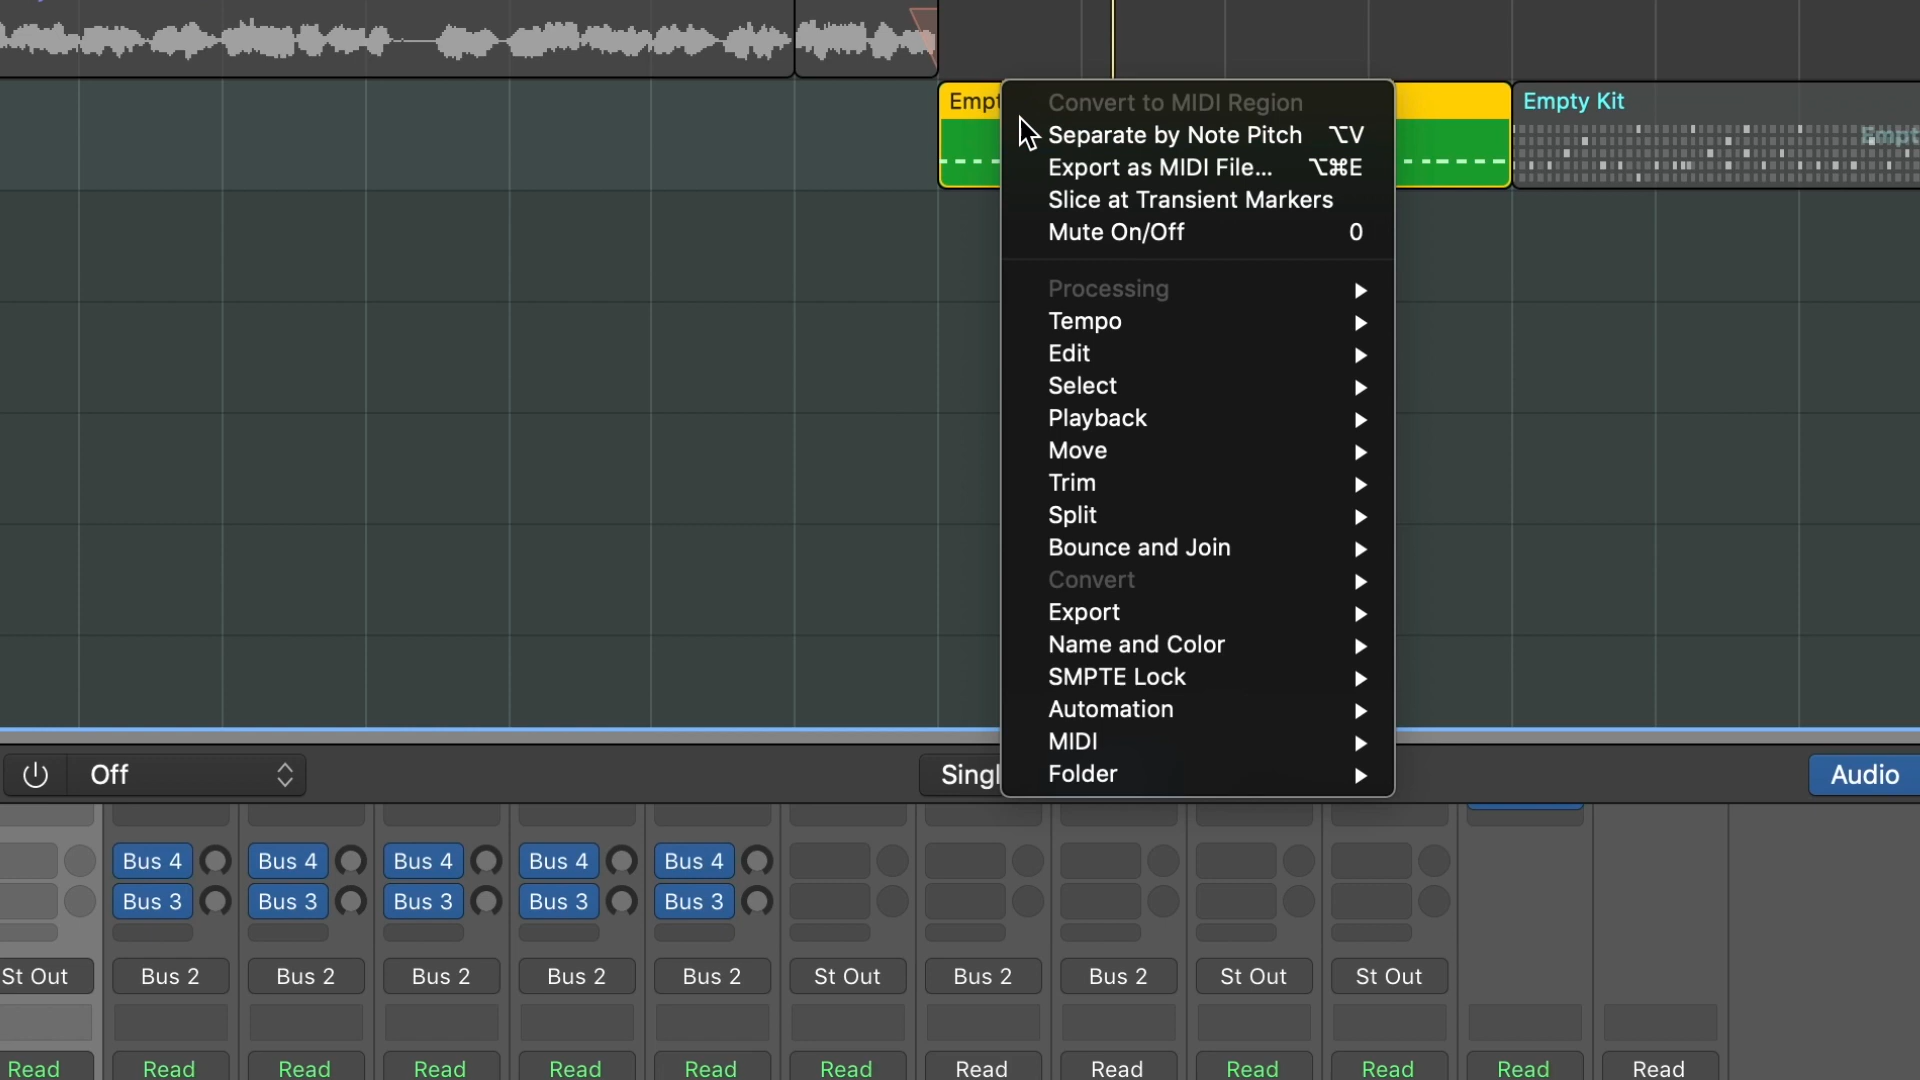 Empt
Empty Kit
Empt
Convert to MIDI Region
Separate by Note Pitch ⌥V
Export as MIDI File... ⌥⌘E
Slice at Transient Markers
Mute On/Off 0
Processing
Tempo
Edit
Select
Playback
Move
Trim
Split
Bounce and Join
Convert
Export
Name and Color
SMPTE Lock
Automation
MIDI
Folder
Off
Singl
Audio
Bus 4 Bus 4 Bus 4 Bus 4 Bus 4
Bus 3 Bus 3 Bus 3 Bus 3 Bus 3
St Out Bus 2 Bus 2 Bus 2 Bus 2 Bus 2 St Out Bus 2 Bus 2 St Out St Out
Read Read Read Read Read Read Read Read Read Read Read Read Read